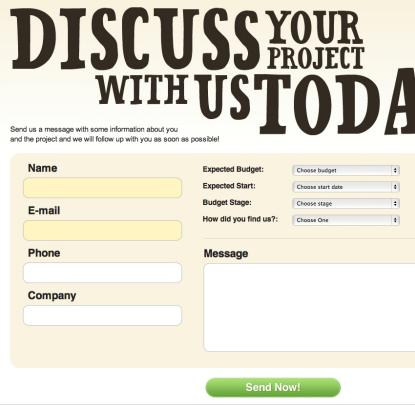 DISCUSS YOUR PROJECT
WITH US TODA
Send us a message with some information about you
and the project and we will follow up with you as soon as possible!
Name
E-mail
Phone
Company
Expected Budget: Choose budget
Expected Start: Choose start date
Budget Stage: Choose stage
How did you find us?: Choose One
Message
Send Now!